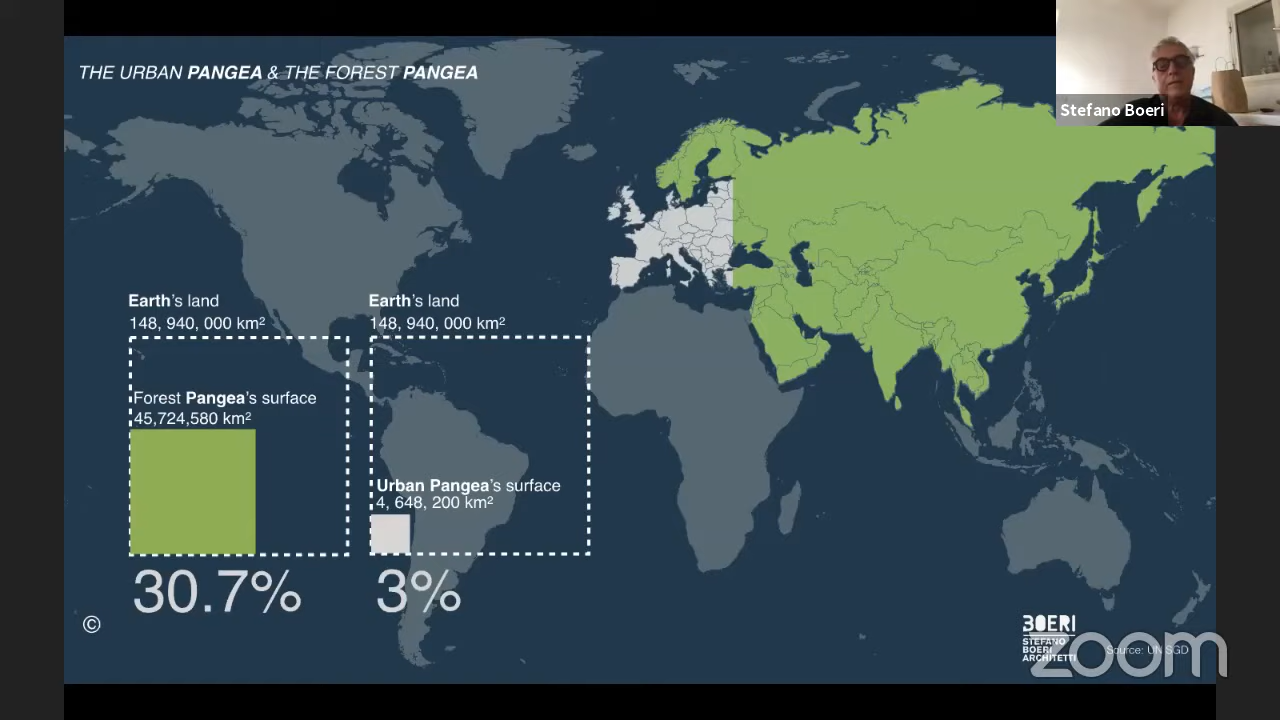 THE URBAN PANGEA & THE FOREST PANGEA
Stefano Boeri
Earth's land
148, 940, 000 km²
Forest Pangea's surface
45,724,580 km²
30.7%
Earth's land
148, 940, 000 km²
Urban Pangea's surface
4, 648, 200 km²
3%
©
BOERI
STEFANO
BOERI
ARCHITETTI
Source: UN SGD
zoom